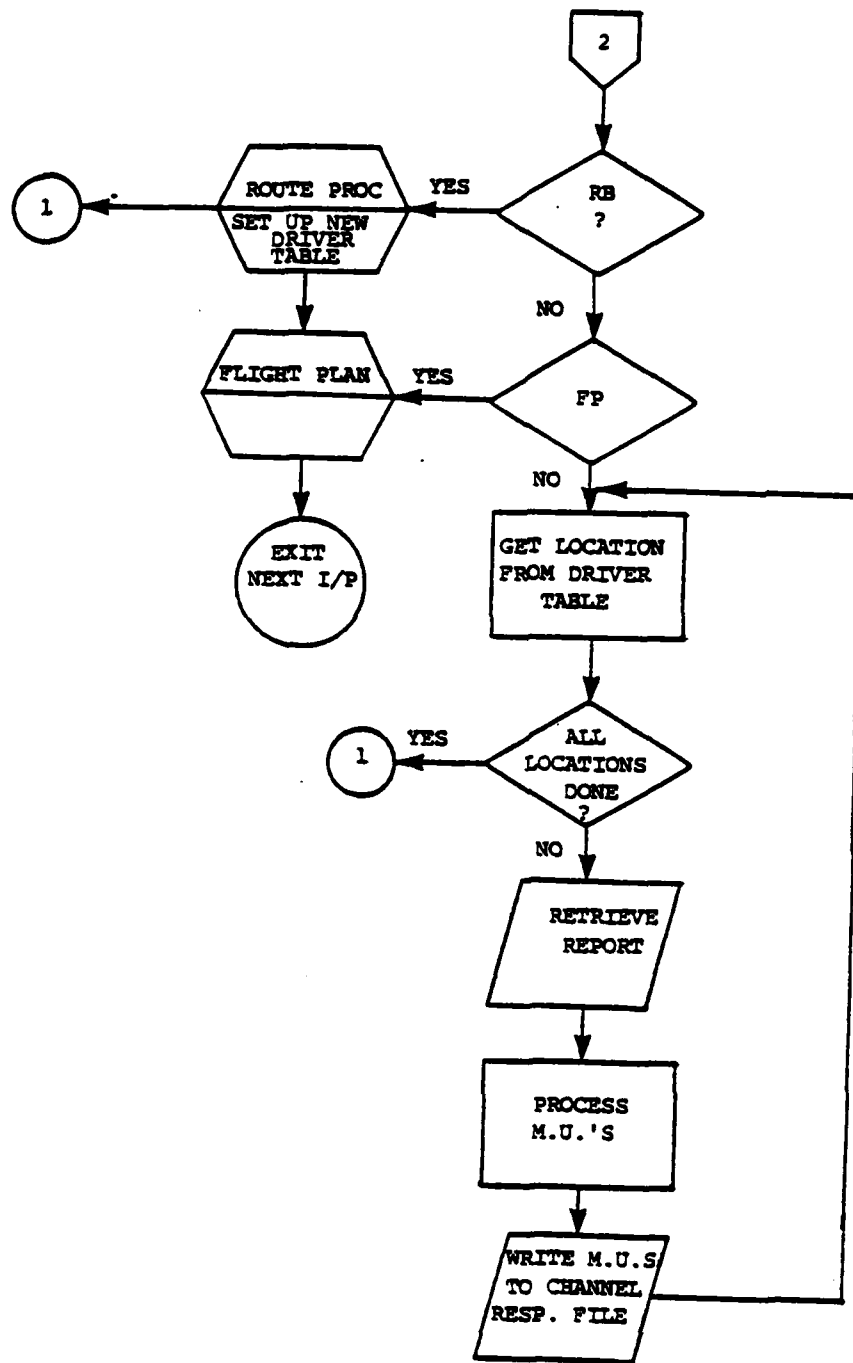 2
RB
?
YES
ROUTE PROC
SET UP NEW
DRIVER
TABLE
1
NO
FP
YES
FLIGHT PLAN
NO
EXIT
NEXT I/P
GET LOCATION
FROM DRIVER
TABLE
ALL
LOCATIONS
DONE
?
YES
1
NO
RETRIEVE
REPORT
PROCESS
M.U.'S
WRITE M.U.S
TO CHANNEL
RESP. FILE